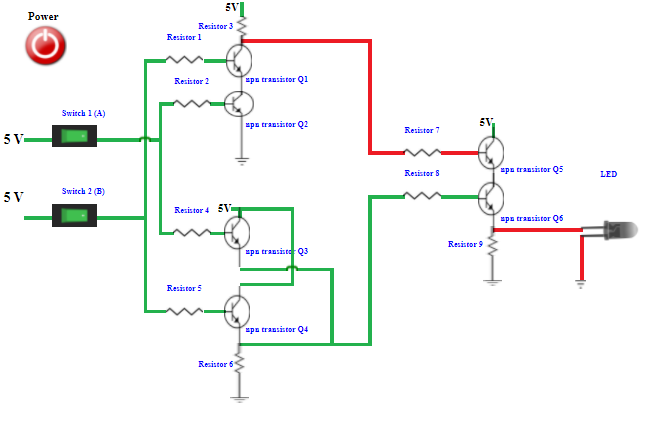 Power
5V
Resistor 3
Resistor 1
npn transistor Q1
Resistor 2
npn transistor Q2
Switch 1 (A)
5 V
Resistor 7
5V
npn transistor Q5
LED
Resistor 8
Switch 2 (B)
5 V
Resistor 4
5V
npn transistor Q6
Resistor 9
npn transistor Q3
Resistor 5
npn transistor Q4
Resistor 6